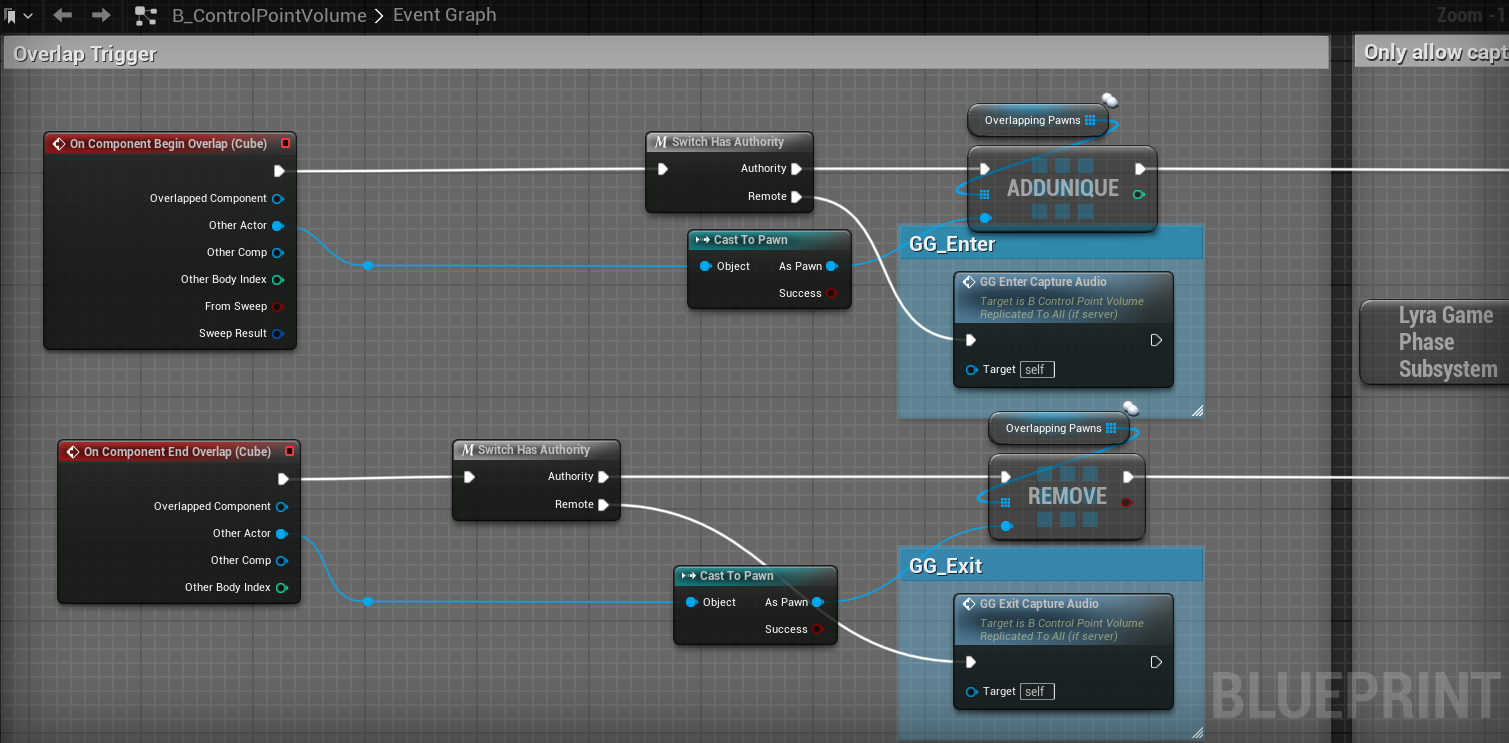 B_ControlPointVolume > Event Graph
Zoom -1
Overlap Trigger
Only allow capt
On Component Begin Overlap (Cube)
Overlapped Component
Other Actor
Other Comp
Other Body Index
From Sweep
Sweep Result
Switch Has Authority
Authority
Remote
Cast To Pawn
Object
As Pawn
Success
Overlapping Pawns
ADDUNIQUE
GG_Enter
GG Enter Capture Audio
Target is B Control Point Volume
Replicated To All (if server)
Target self
Lyra Game
Phase
Subsystem
On Component End Overlap (Cube)
Overlapped Component
Other Actor
Other Comp
Other Body Index
Switch Has Authority
Authority
Remote
Cast To Pawn
Object
As Pawn
Success
Overlapping Pawns
REMOVE
GG_Exit
GG Exit Capture Audio
Target is B Control Point Volume
Replicated To All (if server)
Target self
BLUEPRINT